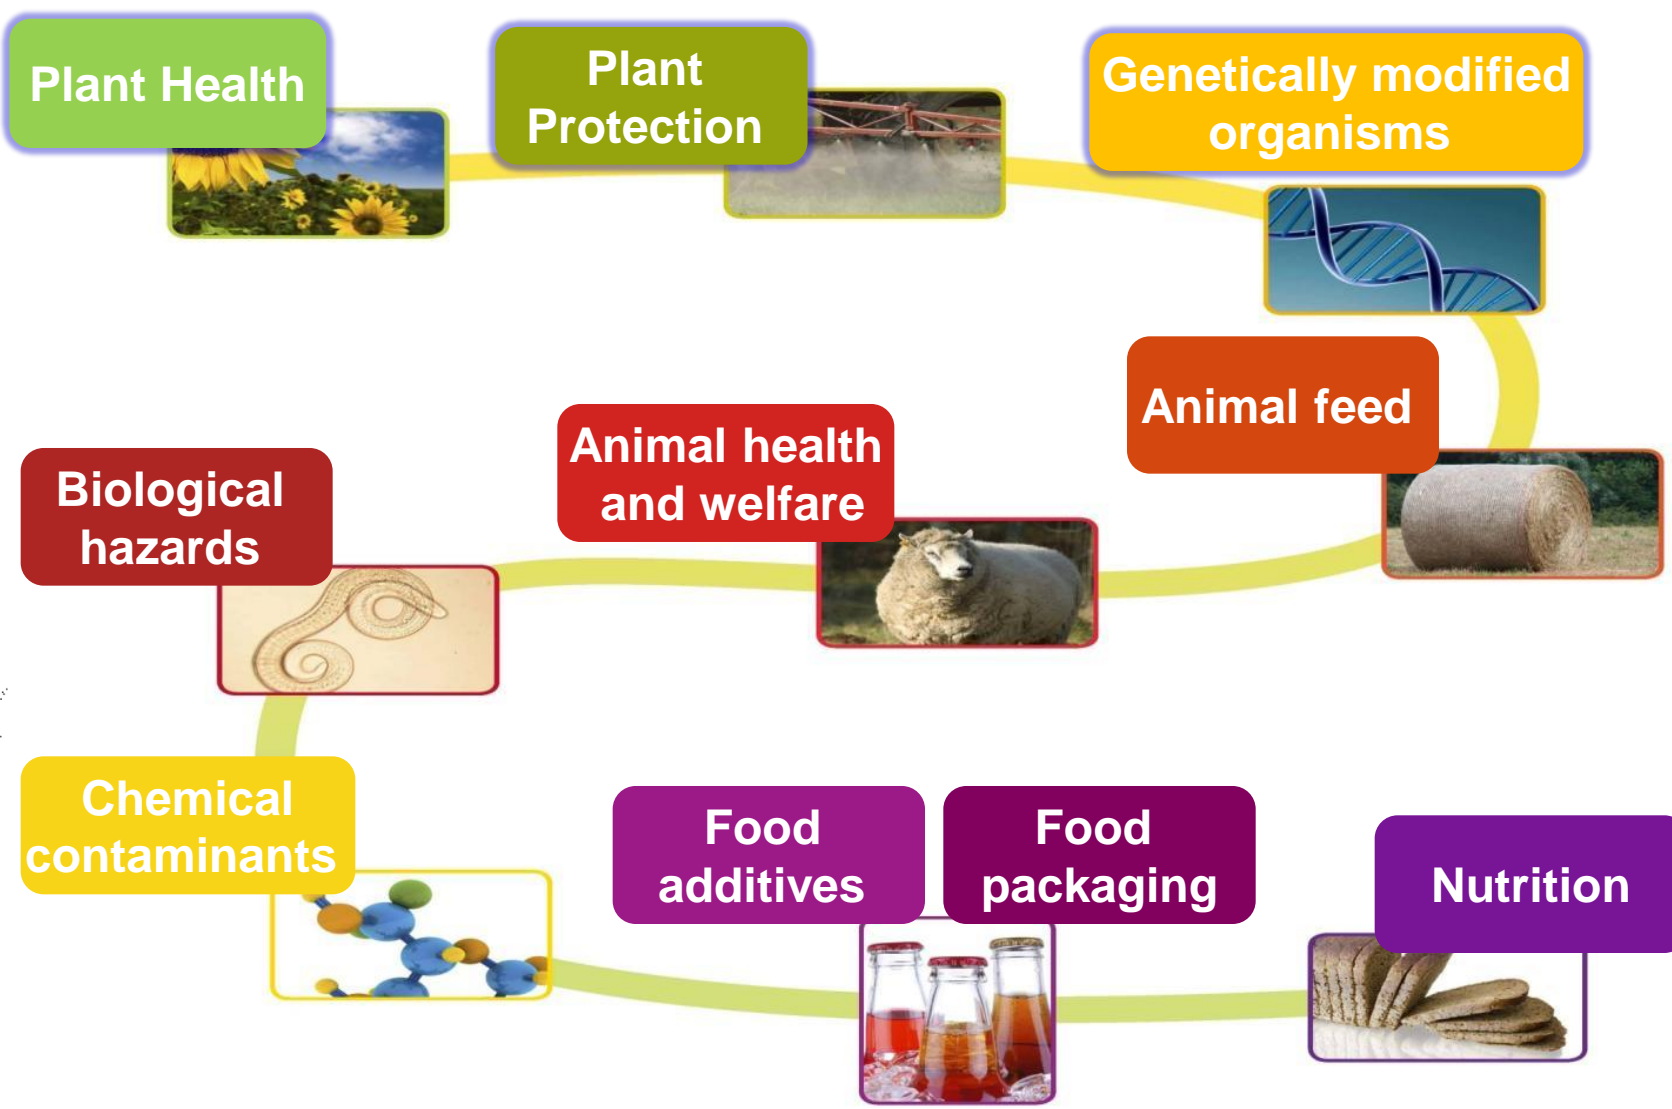 Plant Health
Plant
Protection
Genetically modified
organisms
Animal feed
Animal health
and welfare
Biological
hazards
Chemical
contaminants
Food
additives
Food
packaging
Nutrition